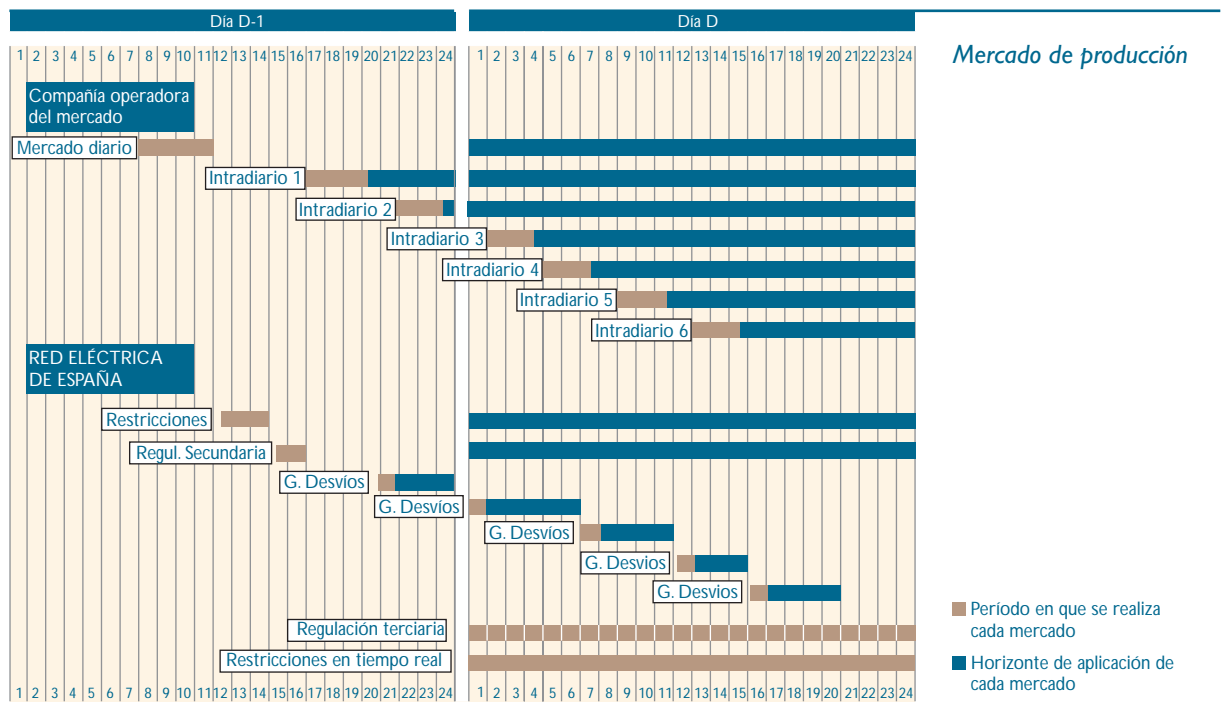 Día D-1
Día D
1 2 3 4 5 6 7 8 9 10 11 12 13 14 15 16 17 18 19 20 21 22 23 24
1 2 3 4 5 6 7 8 9 10 11 12 13 14 15 16 17 18 19 20 21 22 23 24
Mercado de producción
Compañía operadora
del mercado
Mercado diario
Intradiario 1
Intradiario 2
Intradiario 3
Intradiario 4
Intradiario 5
Intradiario 6
RED ELÉCTRICA
DE ESPAÑA
Restricciones
Regul. Secundaria
G. Desvíos
G. Desvíos
G. Desvíos
G. Desvios
G. Desvios
Regulación terciaria
Restricciones en tiempo real
1 2 3 4 5 6 7 8 9 10 11 12 13 14 15 16 17 18 19 20 21 22 23 24
1 2 3 4 5 6 7 8 9 10 11 12 13 14 15 16 17 18 19 20 21 22 23 24
Período en que se realiza
cada mercado
Horizonte de aplicación de
cada mercado